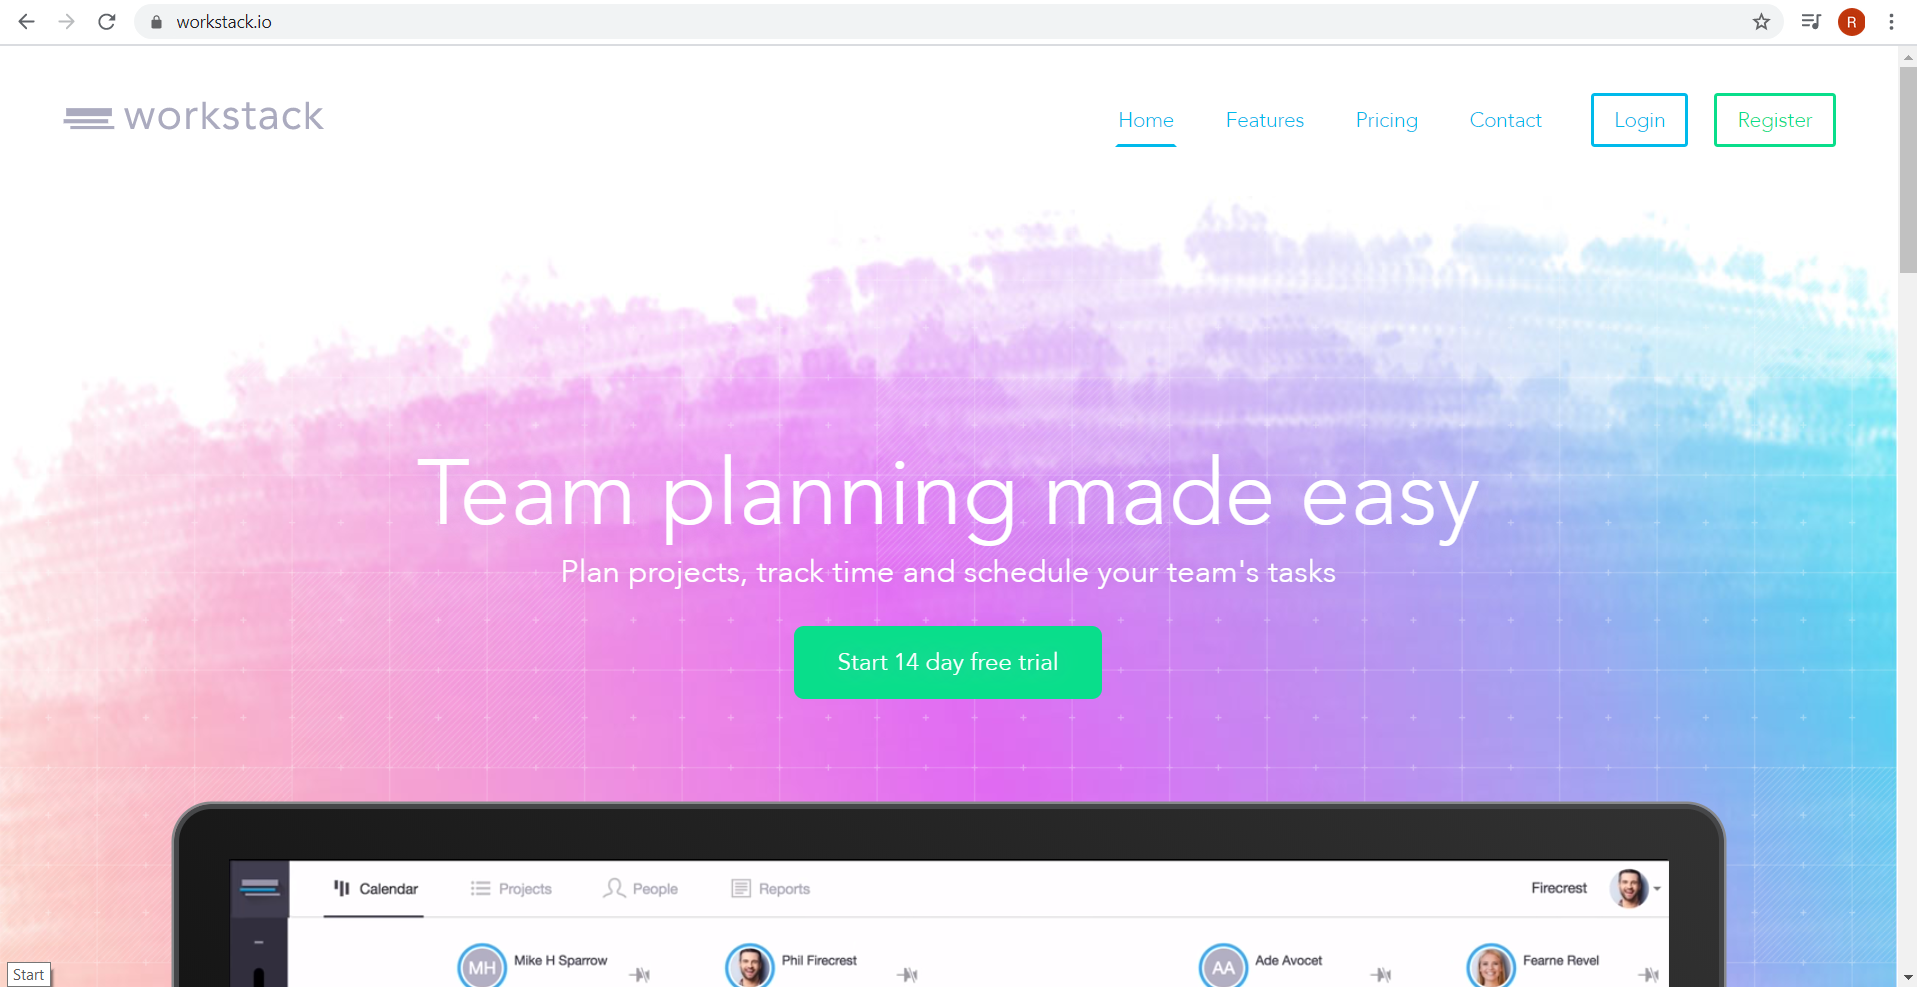 workstack.io
R
workstack
Home Features Pricing Contact Login Register
Team planning made easy
Plan projects, track time and schedule your team's tasks
Start 14 day free trial
Calendar Projects People Reports Firecrest
MH Mike H Sparrow Phil Firecrest AA Ade Avocet Fearne Revel
Start